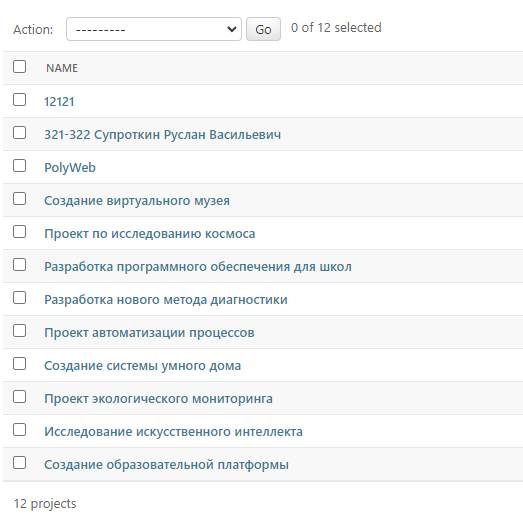 Action: --------- Go 0 of 12 selected
NAME
12121
321-322 Супроткин Руслан Васильевич
PolyWeb
Создание виртуального музея
Проект по исследованию космоса
Разработка программного обеспечения для школ
Разработка нового метода диагностики
Проект автоматизации процессов
Создание системы умного дома
Проект экологического мониторинга
Исследование искусственного интеллекта
Создание образовательной платформы
12 projects